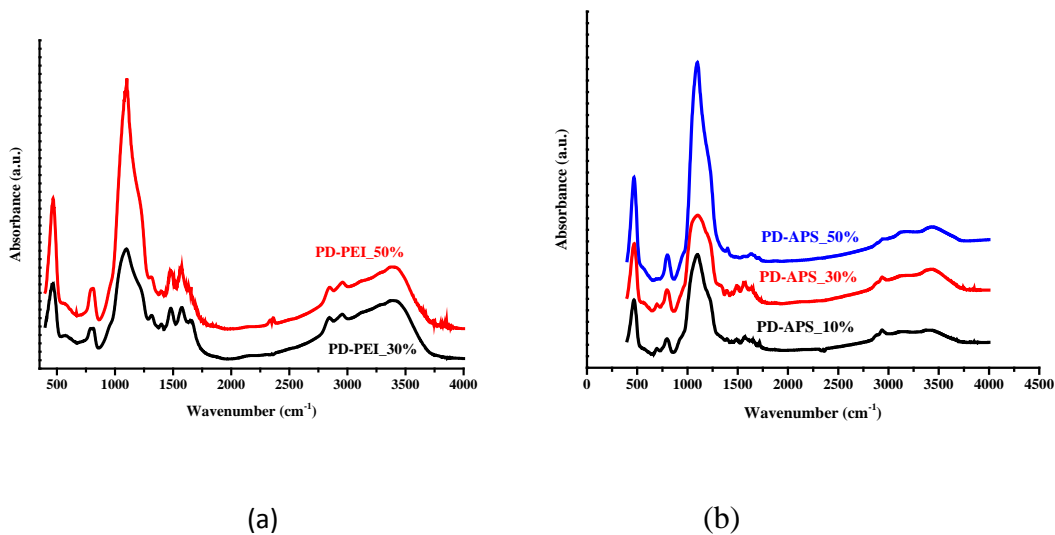 Absorbance (a.u.)
PD-PEI_50%
PD-PEI_30%
500 1000 1500 2000 2500 3000 3500 4000
Wavenumber (cm⁻¹)
(a)
Absorbance (a.u.)
PD-APS_50%
PD-APS_30%
PD-APS_10%
0 500 1000 1500 2000 2500 3000 3500 4000 4500
Wavenumber (cm⁻¹)
(b)